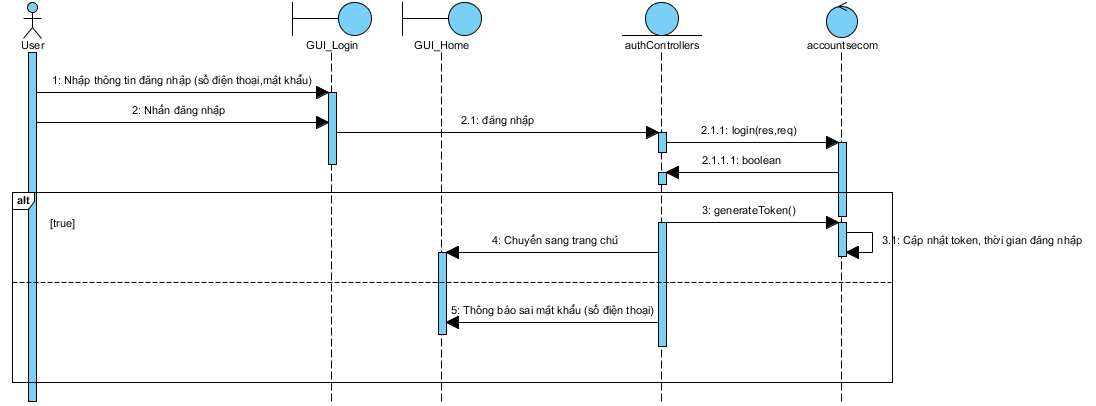 User
GUI_Login
GUI_Home
authControllers
accountsecom
1: Nhập thông tin đăng nhập (số điện thoại,mật khẩu)
2: Nhấn đăng nhập
2.1: đăng nhập
2.1.1: login(res,req)
2.1.1.1: boolean
alt
[true]
3: generateToken()
3.1: Cập nhật token, thời gian đăng nhập
4: Chuyển sang trang chủ
5: Thông báo sai mật khẩu (số điện thoại)